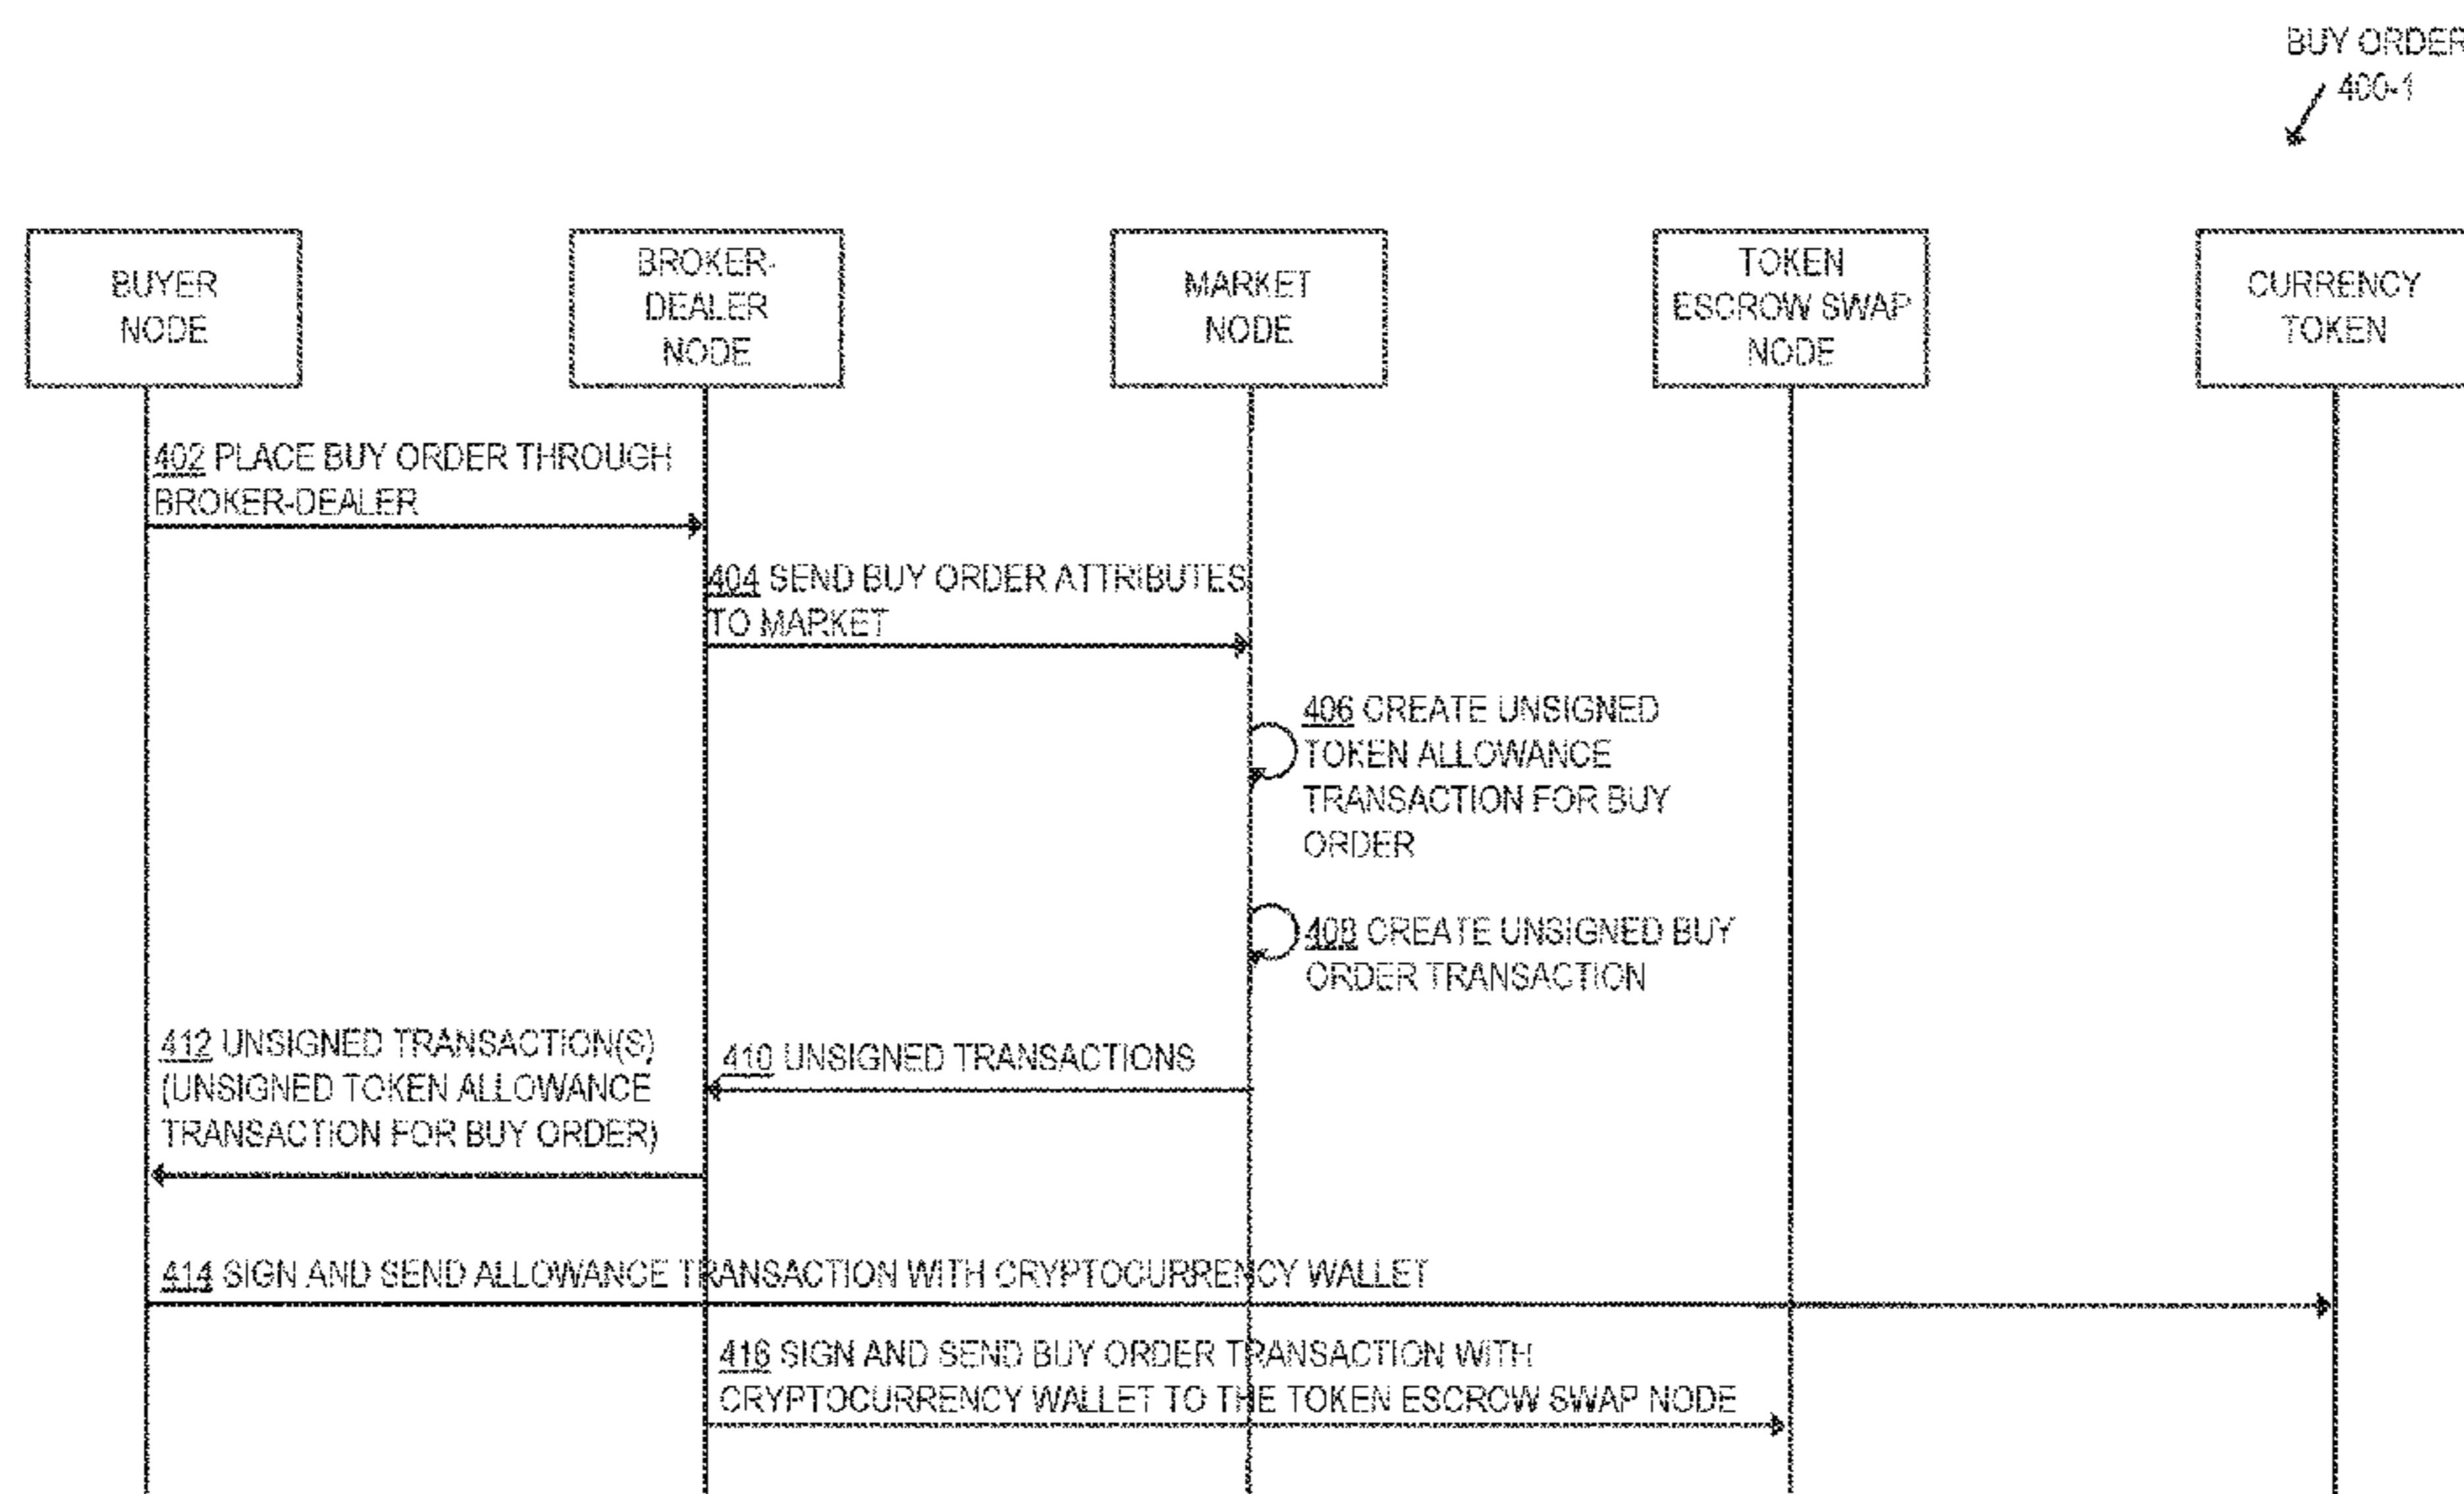 BUY ORDER
400-1
BUYER
NODE
BROKER-
DEALER
NODE
MARKET
NODE
TOKEN
ESCROW SWAP
NODE
CURRENCY
TOKEN
402 PLACE BUY ORDER THROUGH
BROKER-DEALER
404 SEND BUY ORDER ATTRIBUTES
TO MARKET
406 CREATE UNSIGNED
TOKEN ALLOWANCE
TRANSACTION FOR BUY
ORDER
408 CREATE UNSIGNED BUY
ORDER TRANSACTION
410 UNSIGNED TRANSACTIONS
412 UNSIGNED TRANSACTION(S)
(UNSIGNED TOKEN ALLOWANCE
TRANSACTION FOR BUY ORDER)
414 SIGN AND SEND ALLOWANCE TRANSACTION WITH CRYPTOCURRENCY WALLET
416 SIGN AND SEND BUY ORDER TRANSACTION WITH
CRYPTOCURRENCY WALLET TO THE TOKEN ESCROW SWAP NODE